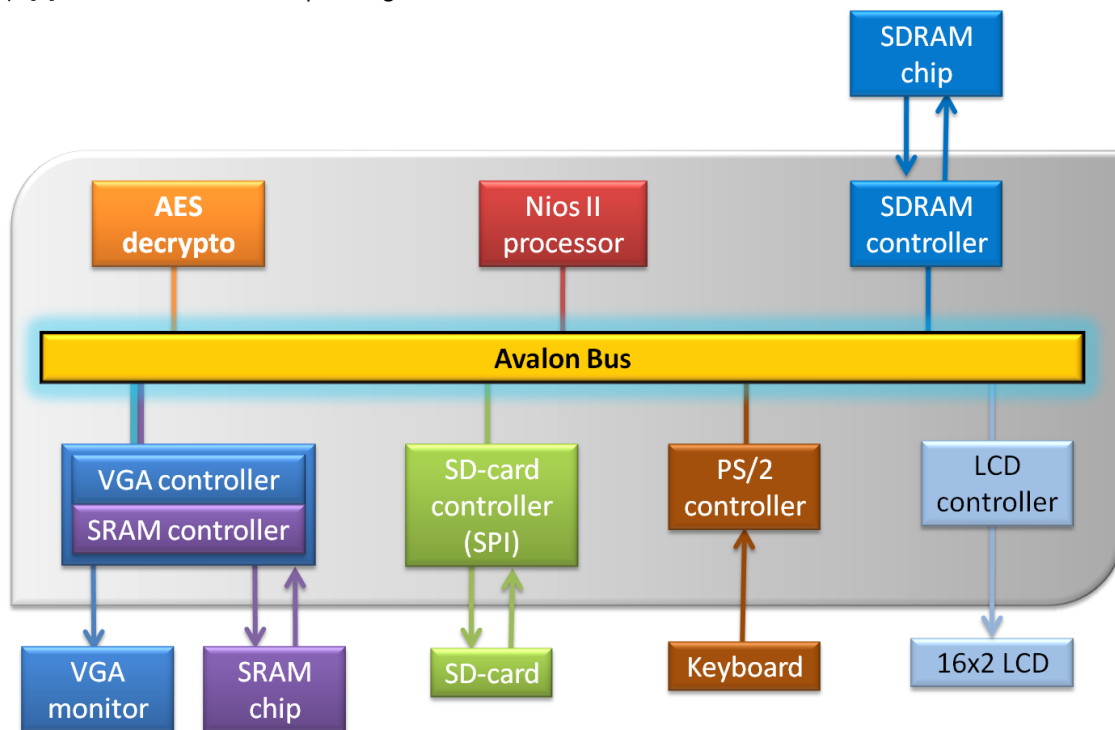 SDRAM
chip
AES
decrypto
Nios II
processor
SDRAM
controller
Avalon Bus
VGA controller
SRAM controller
SD-card
controller
(SPI)
PS/2
controller
LCD
controller
VGA
monitor
SRAM
chip
SD-card
Keyboard
16x2 LCD